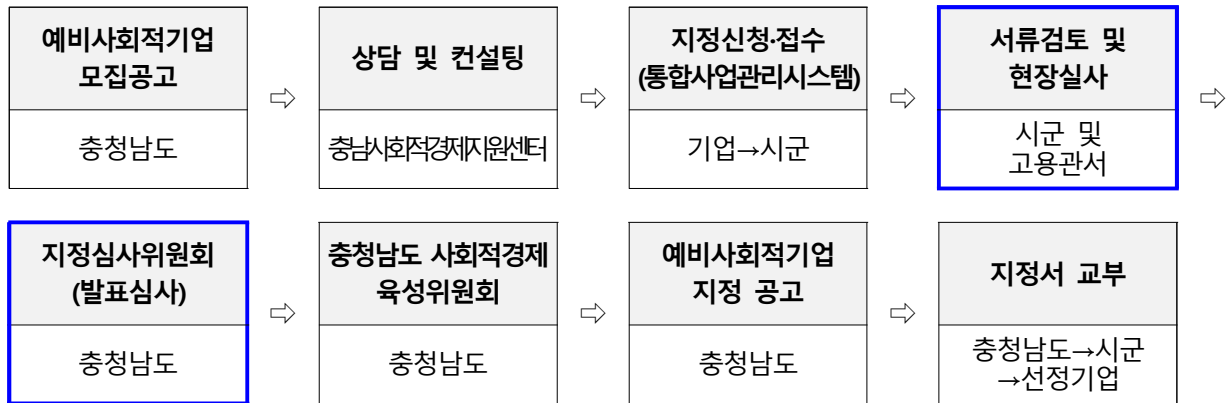 예비사회적기업
모집공고
충청남도
⇨
상담 및 컨설팅
충남사회적경제지원센터
⇨
지정신청·접수
(통합사업관리시스템)
기업→시군
⇨
서류검토 및
현장실사
시군 및
고용관서
⇨
지정심사위원회
(발표심사)
충청남도
⇨
충청남도 사회적경제
육성위원회
충청남도
⇨
예비사회적기업
지정 공고
충청남도
⇨
지정서 교부
충청남도→시군
→선정기업